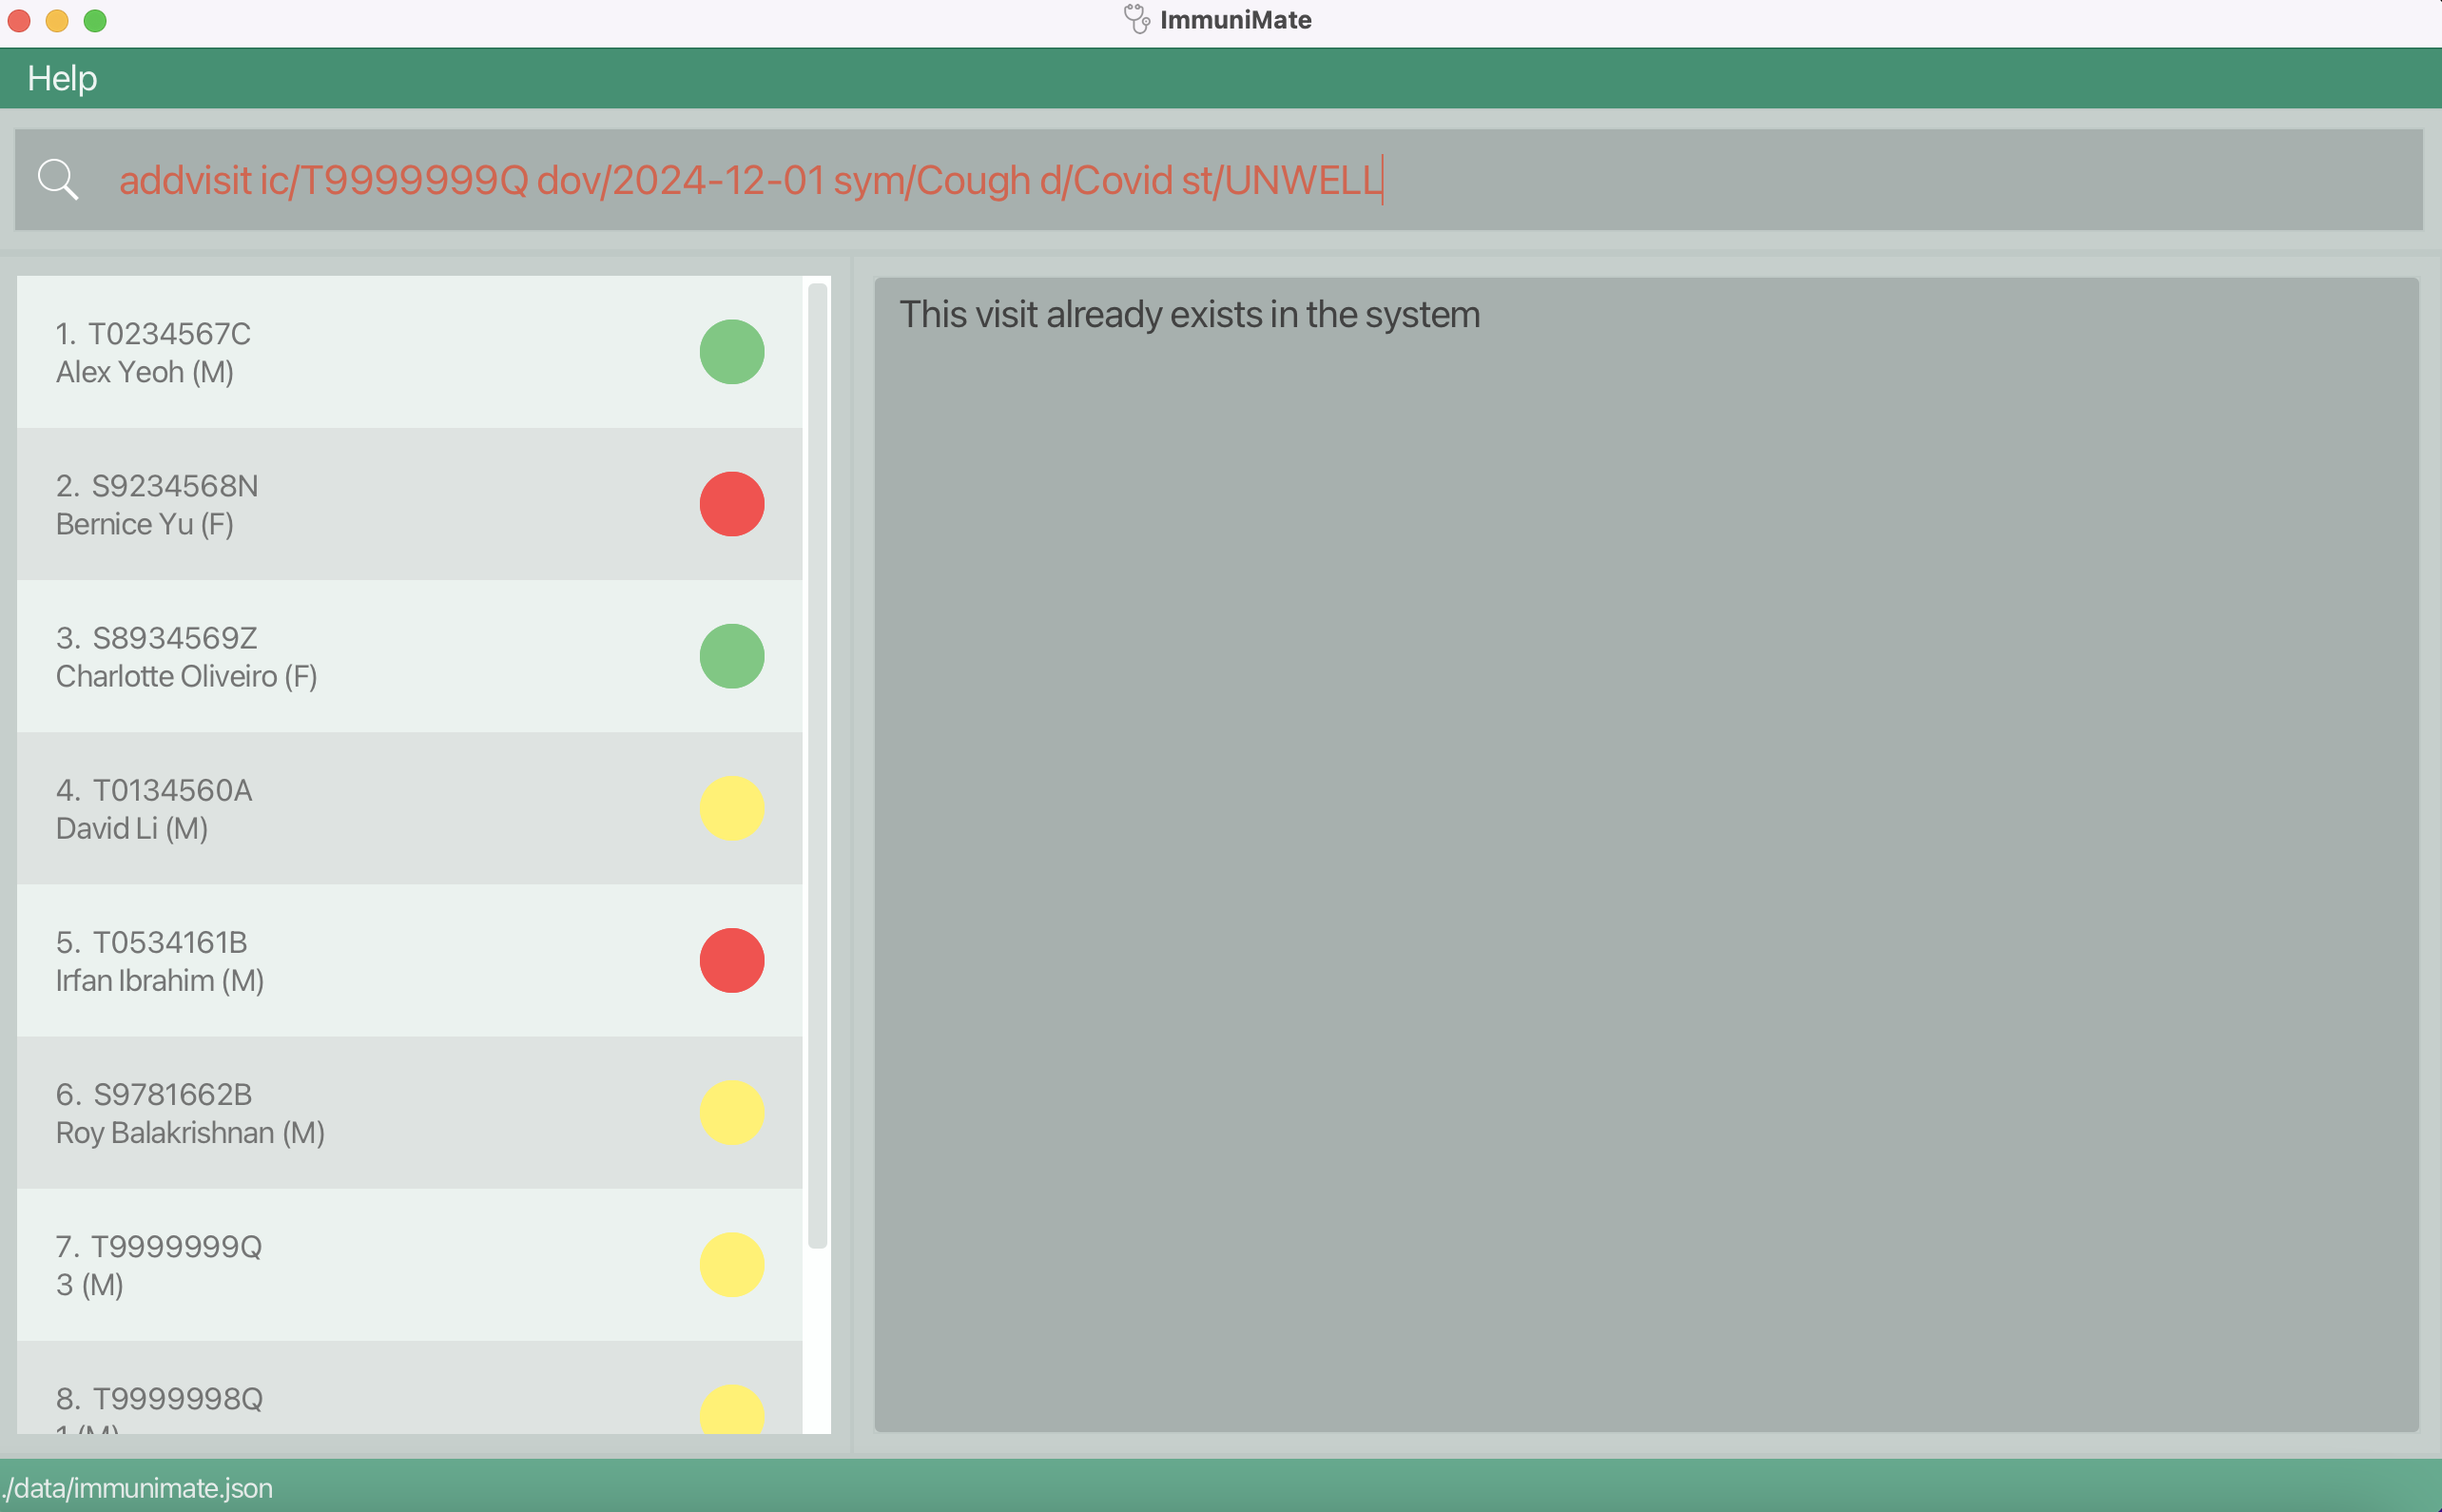 ImmuniMate
Help
addvisit ic/T9999999Q dov/2024-12-01 sym/Cough d/Covid st/UNWELL
1. T0234567C
Alex Yeoh (M)
2. S9234568N
Bernice Yu (F)
3. S8934569Z
Charlotte Oliveiro (F)
4. T0134560A
David Li (M)
5. T0534161B
Irfan Ibrahim (M)
6. S9781662B
Roy Balakrishnan (M)
7. T9999999Q
3 (M)
8. T9999998Q
1 (M)
This visit already exists in the system
./data/immunimate.json